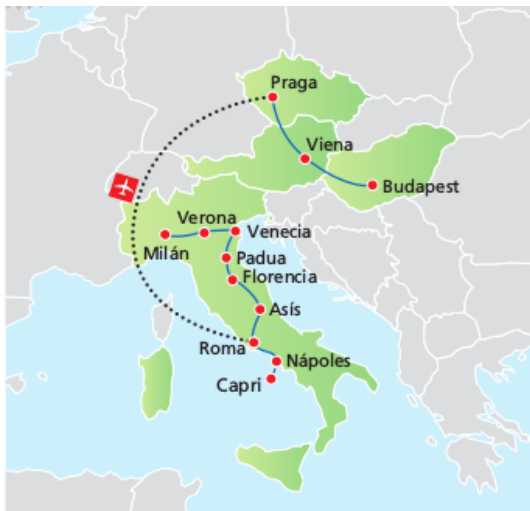 Praga
Viena
Budapest
Verona
Venecia
Milán
Padua
Florencia
Asís
Roma
Nápoles
Capri